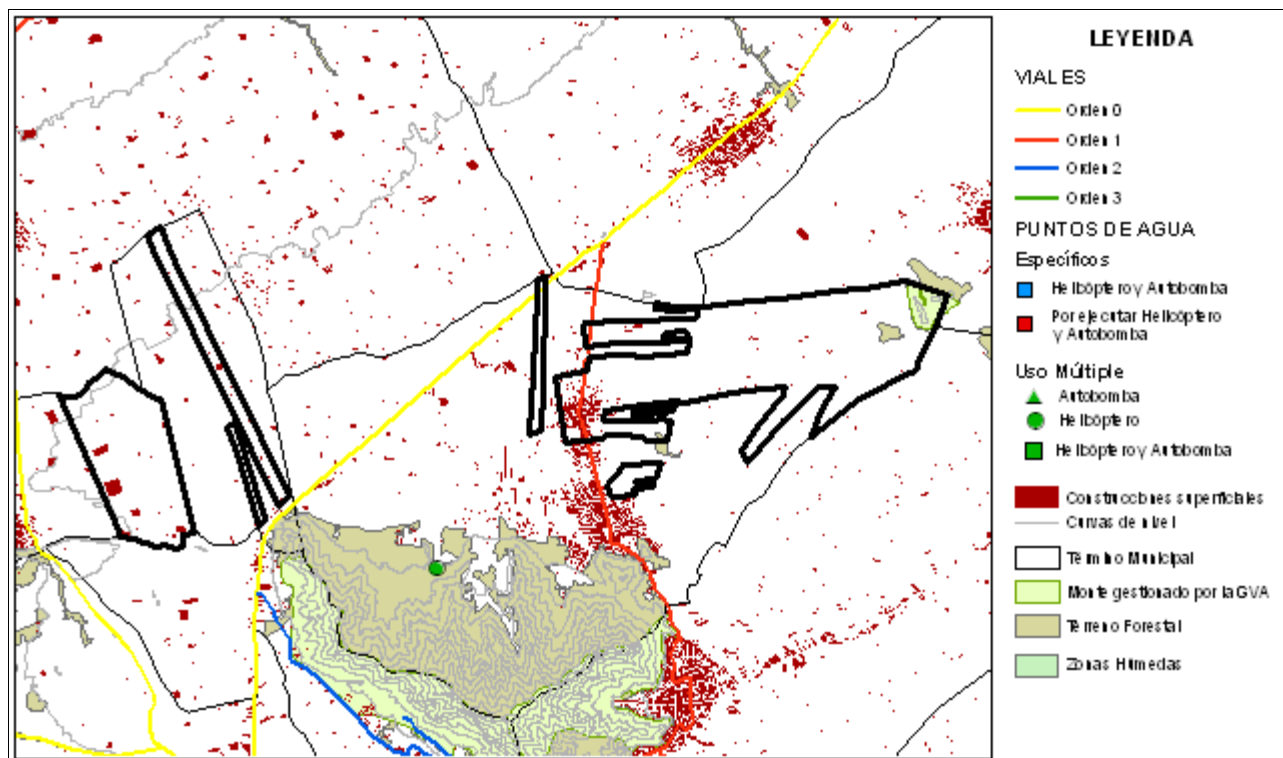 LEYENDA
VIALES
Orden 0
Orden 1
Orden 2
Orden 3
PUNTOS DE AGUA
Específicos
Helicóptero y Autobomba
Por ejecutar Helicóptero
y Autobomba
Uso Múltiple
Autobomba
Helicóptero
Helicóptero y Autobomba
Construcciones superficiales
Curvas de nivel
Término Municipal
Monte gestionado por la GVA
Terreno Forestal
Zonas Húmedas